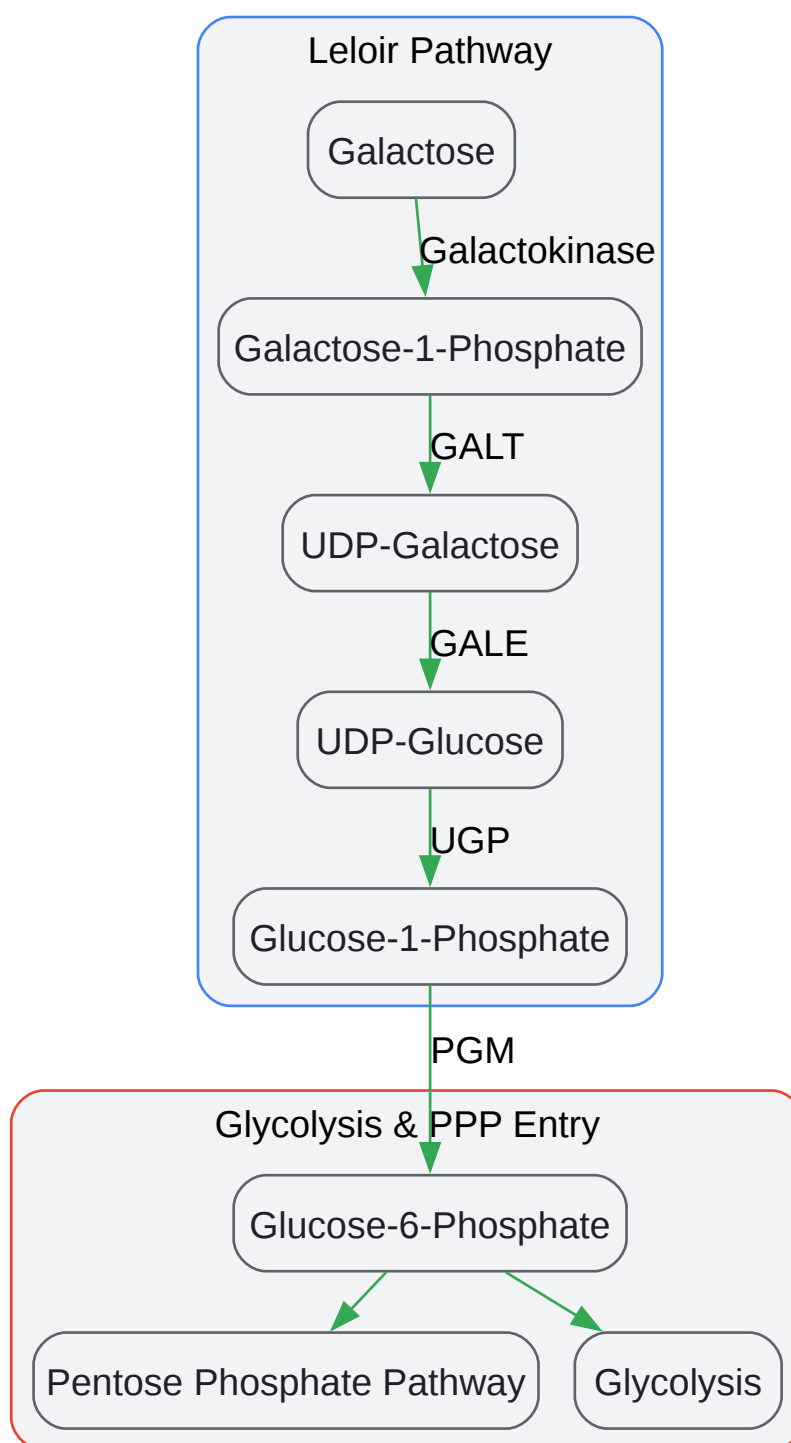 Leloir Pathway
Galactose
Galactokinase
Galactose-1-Phosphate
GALT
UDP-Galactose
GALE
UDP-Glucose
UGP
Glucose-1-Phosphate
PGM
Glycolysis & PPP Entry
Glucose-6-Phosphate
Pentose Phosphate Pathway
Glycolysis